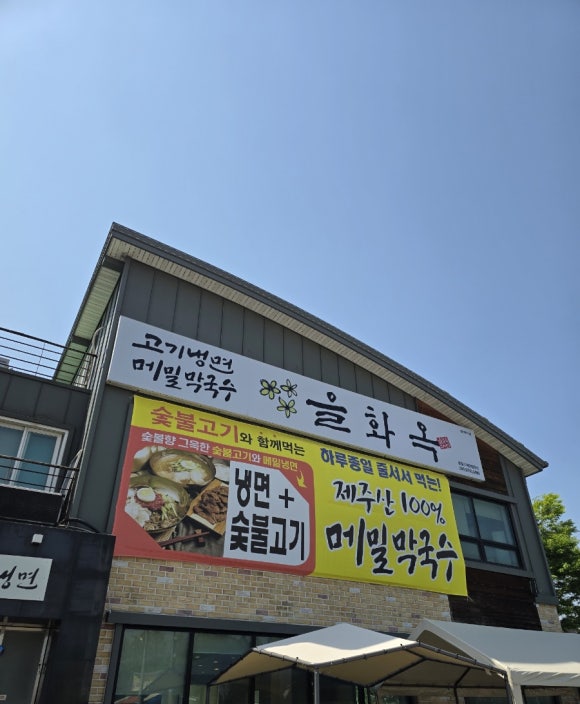 고기냉면
메밀막국수
을화옥
숯불고기와 함께먹는
숯불향 그윽한 숯불고기와 메밀냉면
냉면 +
숯불고기
하루종일 줄서서 먹는!
제주산 100%
메밀막국수
냉면